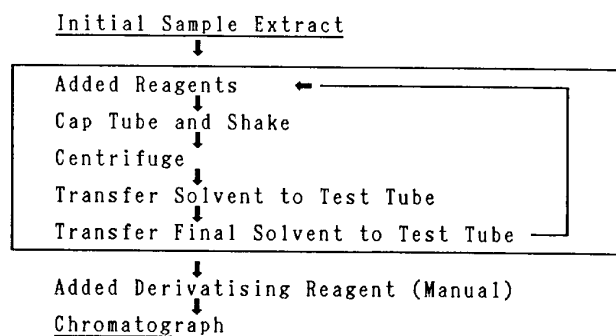 Initial Sample Extract
Added Reagents
Cap Tube and Shake
Centrifuge
Transfer Solvent to Test Tube
Transfer Final Solvent to Test Tube
Added Derivatising Reagent (Manual)
Chromatograph